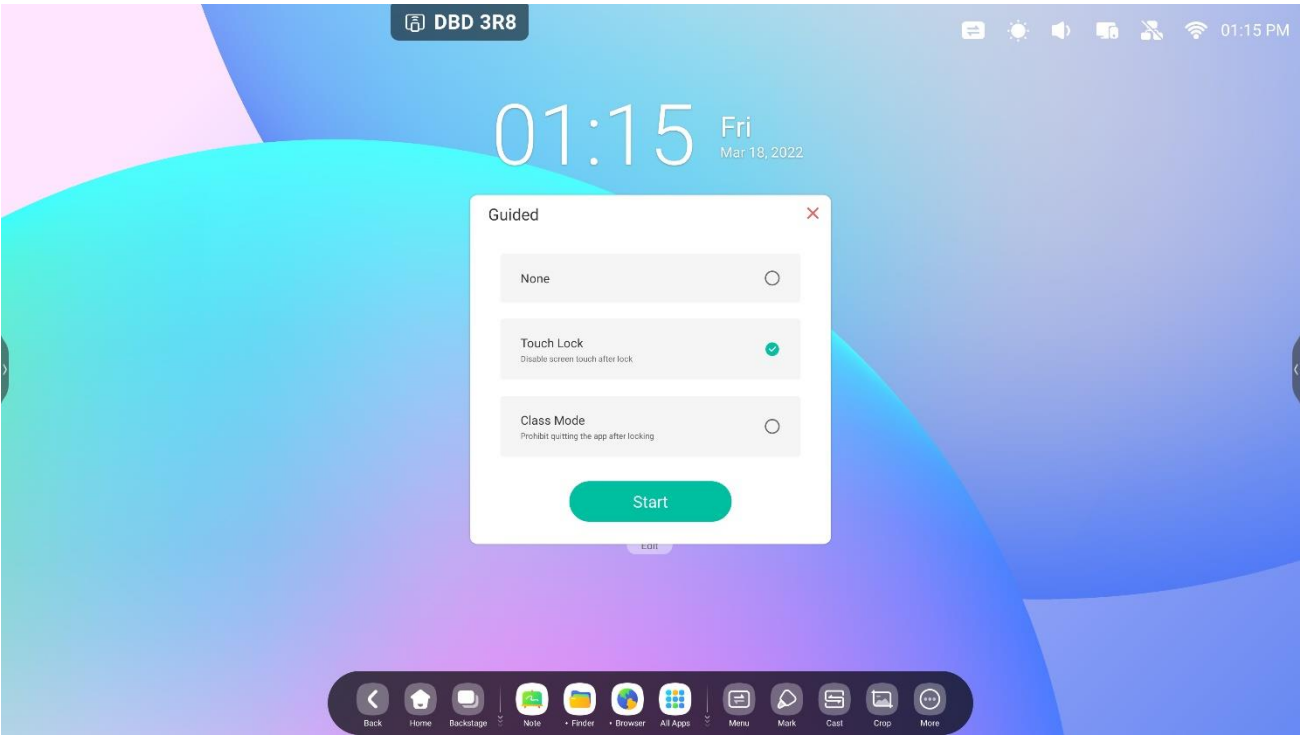 DBD 3R8
01:15 PM
01:15
Fri
Mar 18, 2022
Guided
None
Touch Lock
Disable screen touch after lock
Class Mode
Prohibit quitting the app after locking
Start
Edit
Back
Home
Backstage
Note
• Finder
• Browser
All Apps
Menu
Mark
Cast
Crop
More